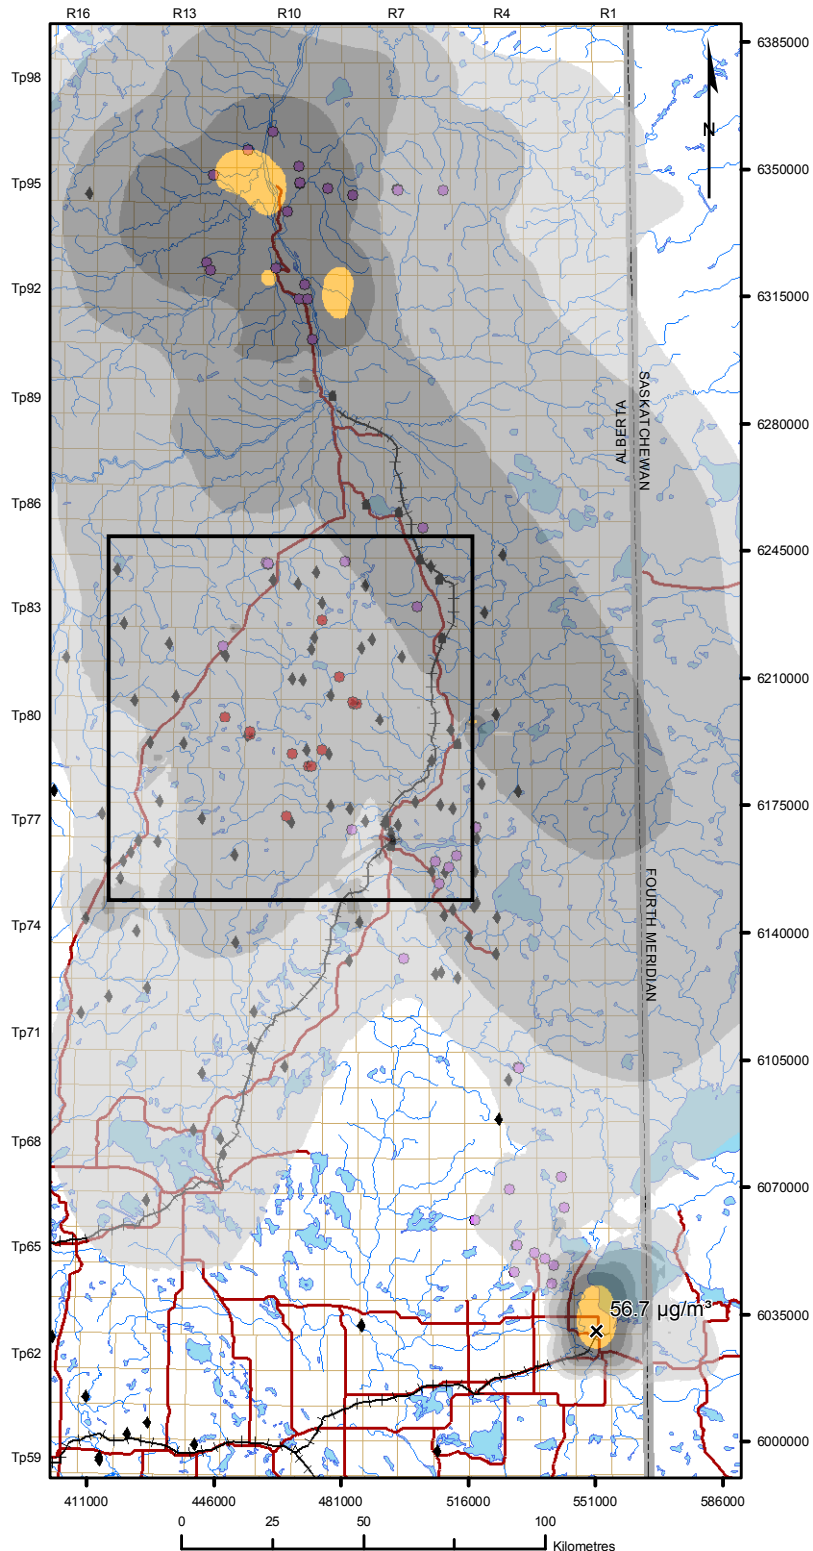 R16 R13 R10 R7 R4 R1
6385000
Tp98
N
6350000
Tp95
Tp92
6315000
Tp89
SASKATCHEWAN
ALBERTA
6280000
Tp86
6245000
Tp83
6210000
Tp80
6175000
Tp77
FOURTH MERIDIAN
Tp74
6140000
Tp71
6105000
Tp68
6070000
Tp65
56.7 µg/m³
6035000
Tp62
6000000
Tp59
411000 446000 481000 516000 551000 586000
0 25 50 100
Kilometres